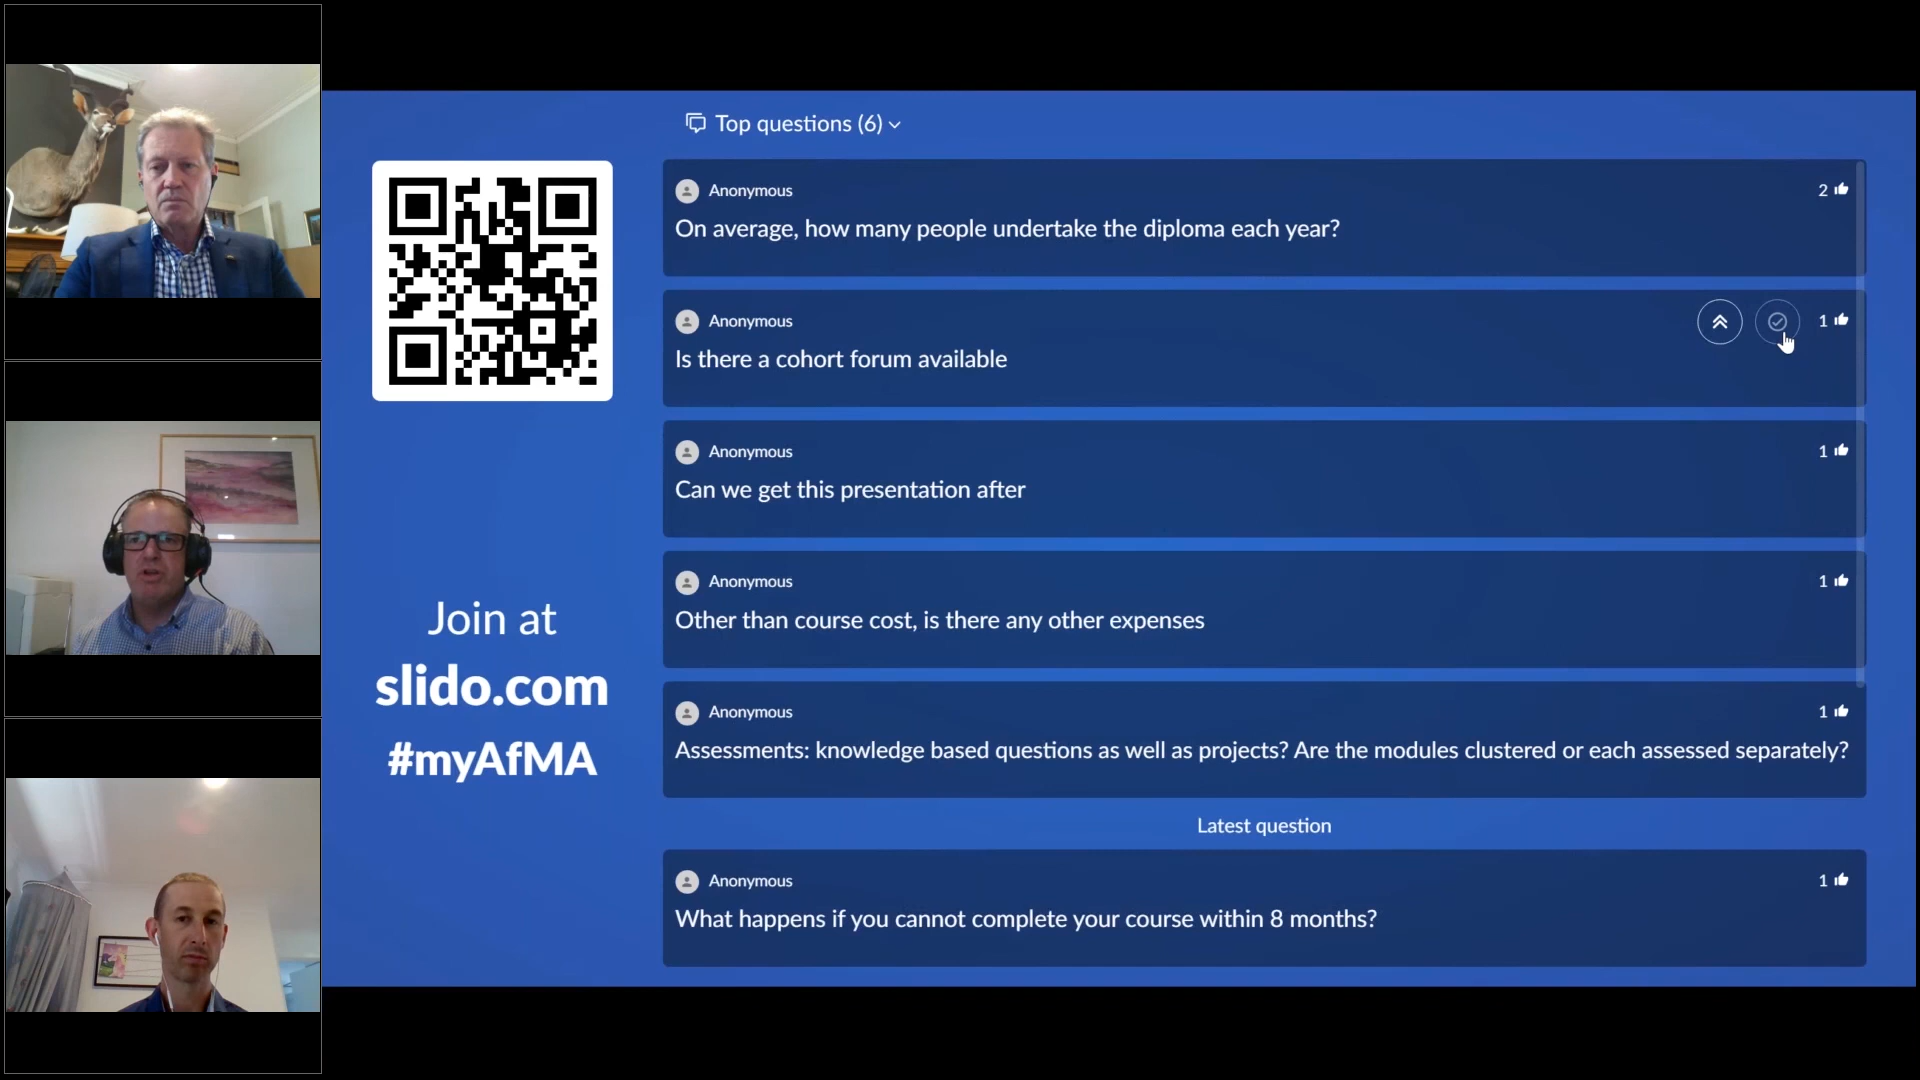 Top questions (6)
Anonymous
2
On average, how many people undertake the diploma each year?
Anonymous
1
Is there a cohort forum available
Anonymous
1
Can we get this presentation after
Anonymous
1
Other than course cost, is there any other expenses
Anonymous
1
Assessments: knowledge based questions as well as projects? Are the modules clustered or each assessed separately?
Latest question
Anonymous
1
What happens if you cannot complete your course within 8 months?
Join at
slido.com
#myAfMA